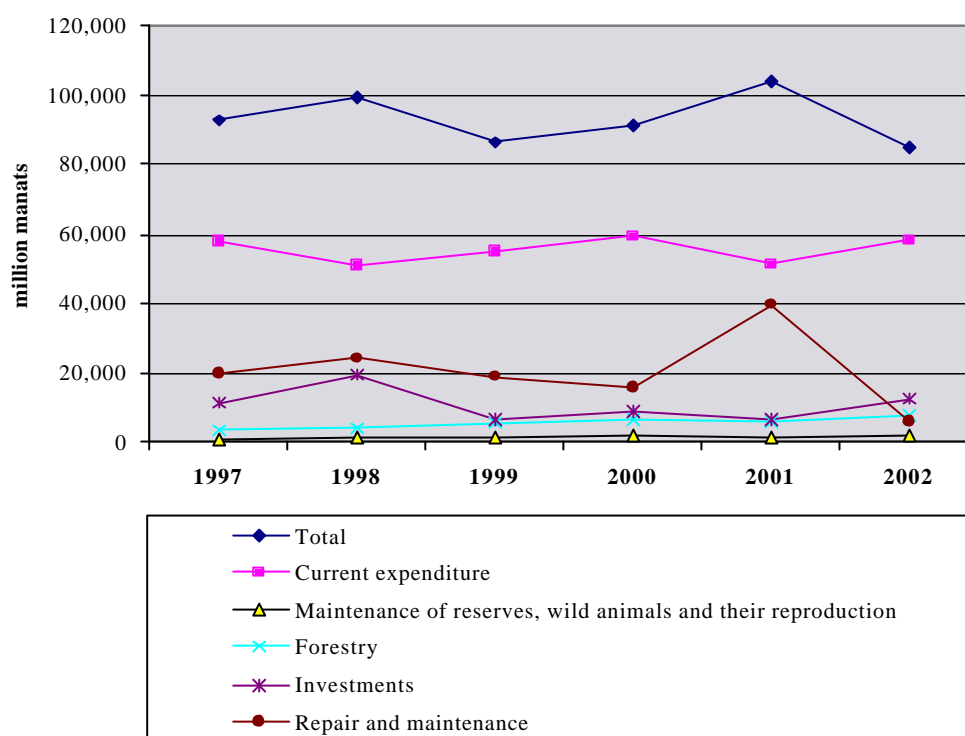 120,000
100,000
80,000
60,000
40,000
20,000
0
million manats
1997 1998 1999 2000 2001 2002
Total
Current expenditure
Maintenance of reserves, wild animals and their reproduction
Forestry
Investments
Repair and maintenance